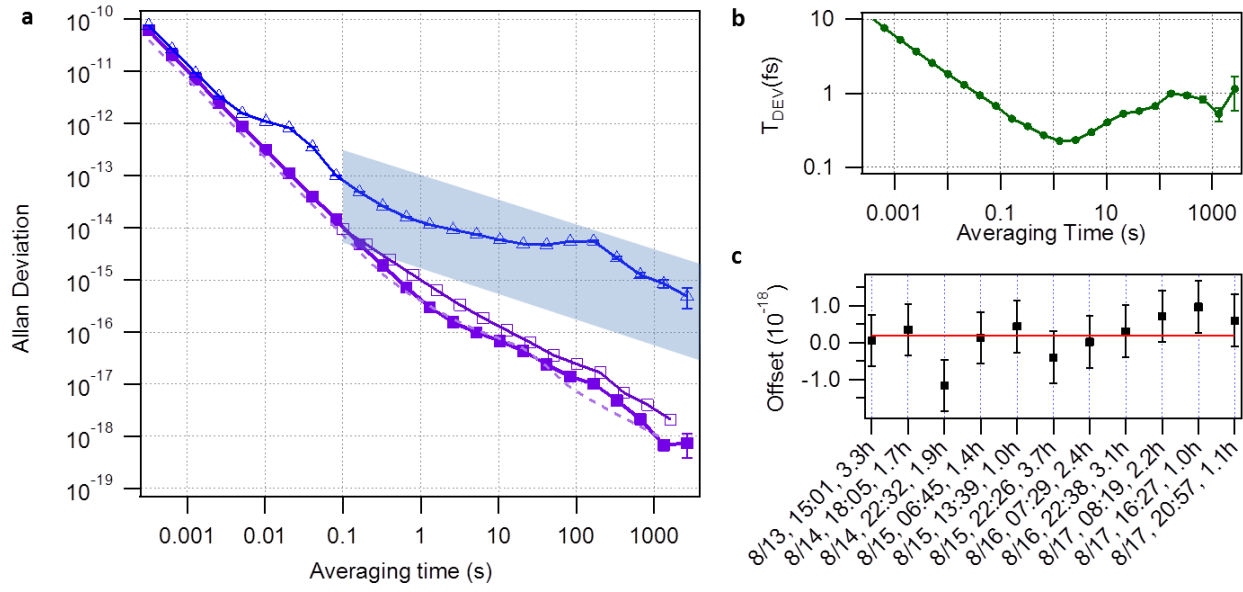 a
Allan Deviation
10-10
10-11
10-12
10-13
10-14
10-15
10-16
10-17
10-18
10-19
0.001
0.01
0.1
1
10
100
1000
Averaging time (s)
b
TDEV(fs)
10
1
0.1
0.001
0.1
10
1000
Averaging Time (s)
c
Offset (10-18)
1.0
0.0
-1.0
8/13, 15:01, 3.3h
8/14, 18:05, 1.7h
8/14, 22:32, 1.9h
8/15, 06:45, 1.4h
8/15, 13:39, 1.0h
8/15, 22:26, 3.7h
8/16, 07:29, 2.4h
8/16, 22:38, 3.1h
8/17, 08:19, 2.2h
8/17, 16:27, 1.0h
8/17, 20:57, 1.1h